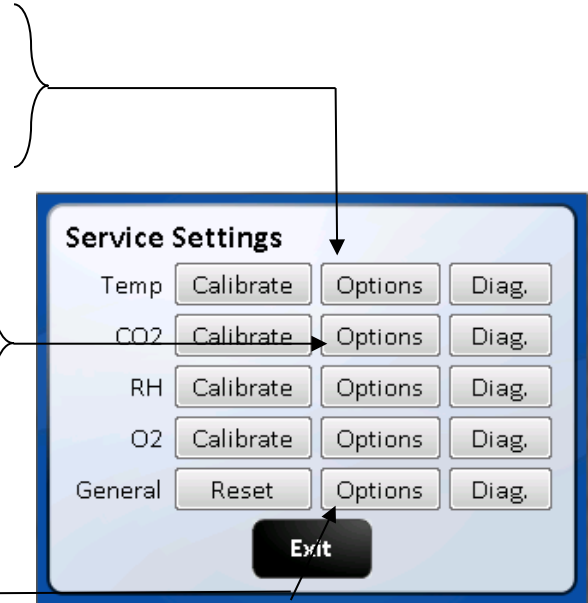 Service Settings
Temp Calibrate Options Diag.
CO2 Calibrate Options Diag.
RH Calibrate Options Diag.
O2 Calibrate Options Diag.
General Reset Options Diag.
Exit